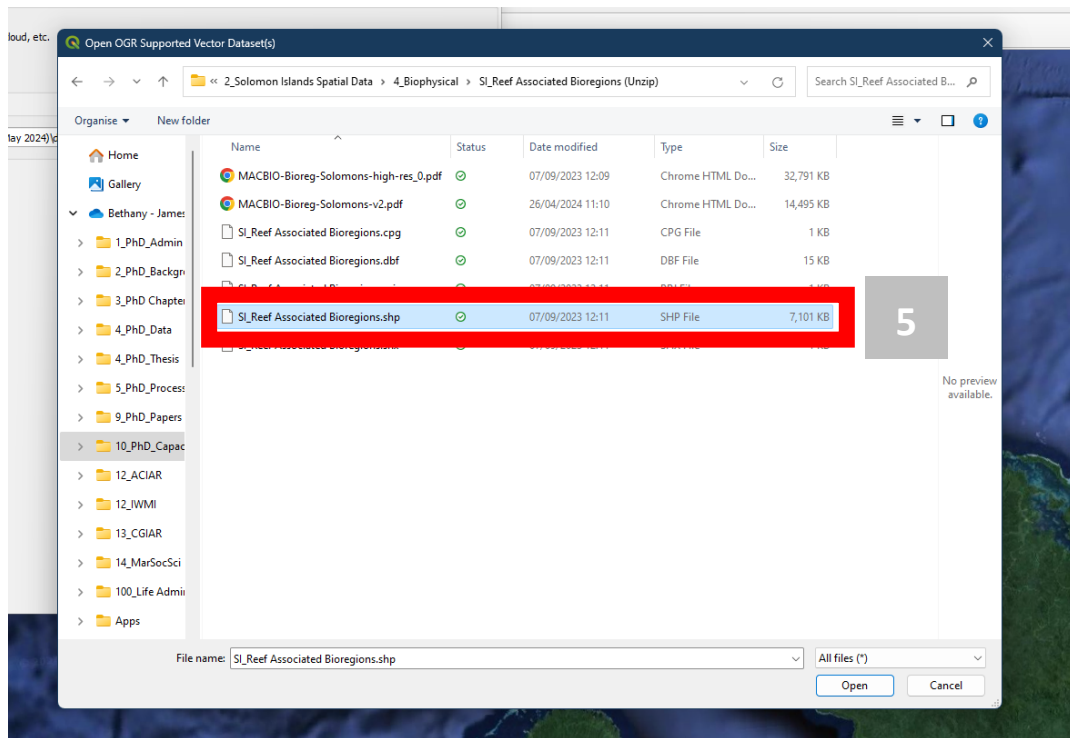 loud, etc.
Open OGR Supported Vector Dataset(s)
« 2_Solomon Islands Spatial Data › 4_Biophysical › SI_Reef Associated Bioregions (Unzip)
Search SI_Reef Associated B...
Organise
New folder
May 2024)\
Name Status Date modified Type Size
Home
Gallery
Bethany - James
1_PhD_Admin
2_PhD_Backgr
3_PhD Chapter
4_PhD_Data
4_PhD_Thesis
5_PhD_Process
9_PhD_Papers
10_PhD_Capac
12_ACIAR
12_IWMI
13_CGIAR
14_MarSocSci
100_Life Admin
Apps
MACBIO-Bioreg-Solomons-high-res_0.pdf 07/09/2023 12:09 Chrome HTML Do... 32,791 KB
MACBIO-Bioreg-Solomons-v2.pdf 26/04/2024 11:10 Chrome HTML Do... 14,495 KB
SI_Reef Associated Bioregions.cpg 07/09/2023 12:11 CPG File 1 KB
SI_Reef Associated Bioregions.dbf 07/09/2023 12:11 DBF File 15 KB
SI_Reef Associated Bioregions.shp 07/09/2023 12:11 SHP File 7,101 KB
5
No preview
available.
File name: SI_Reef Associated Bioregions.shp
All files (*)
Open
Cancel